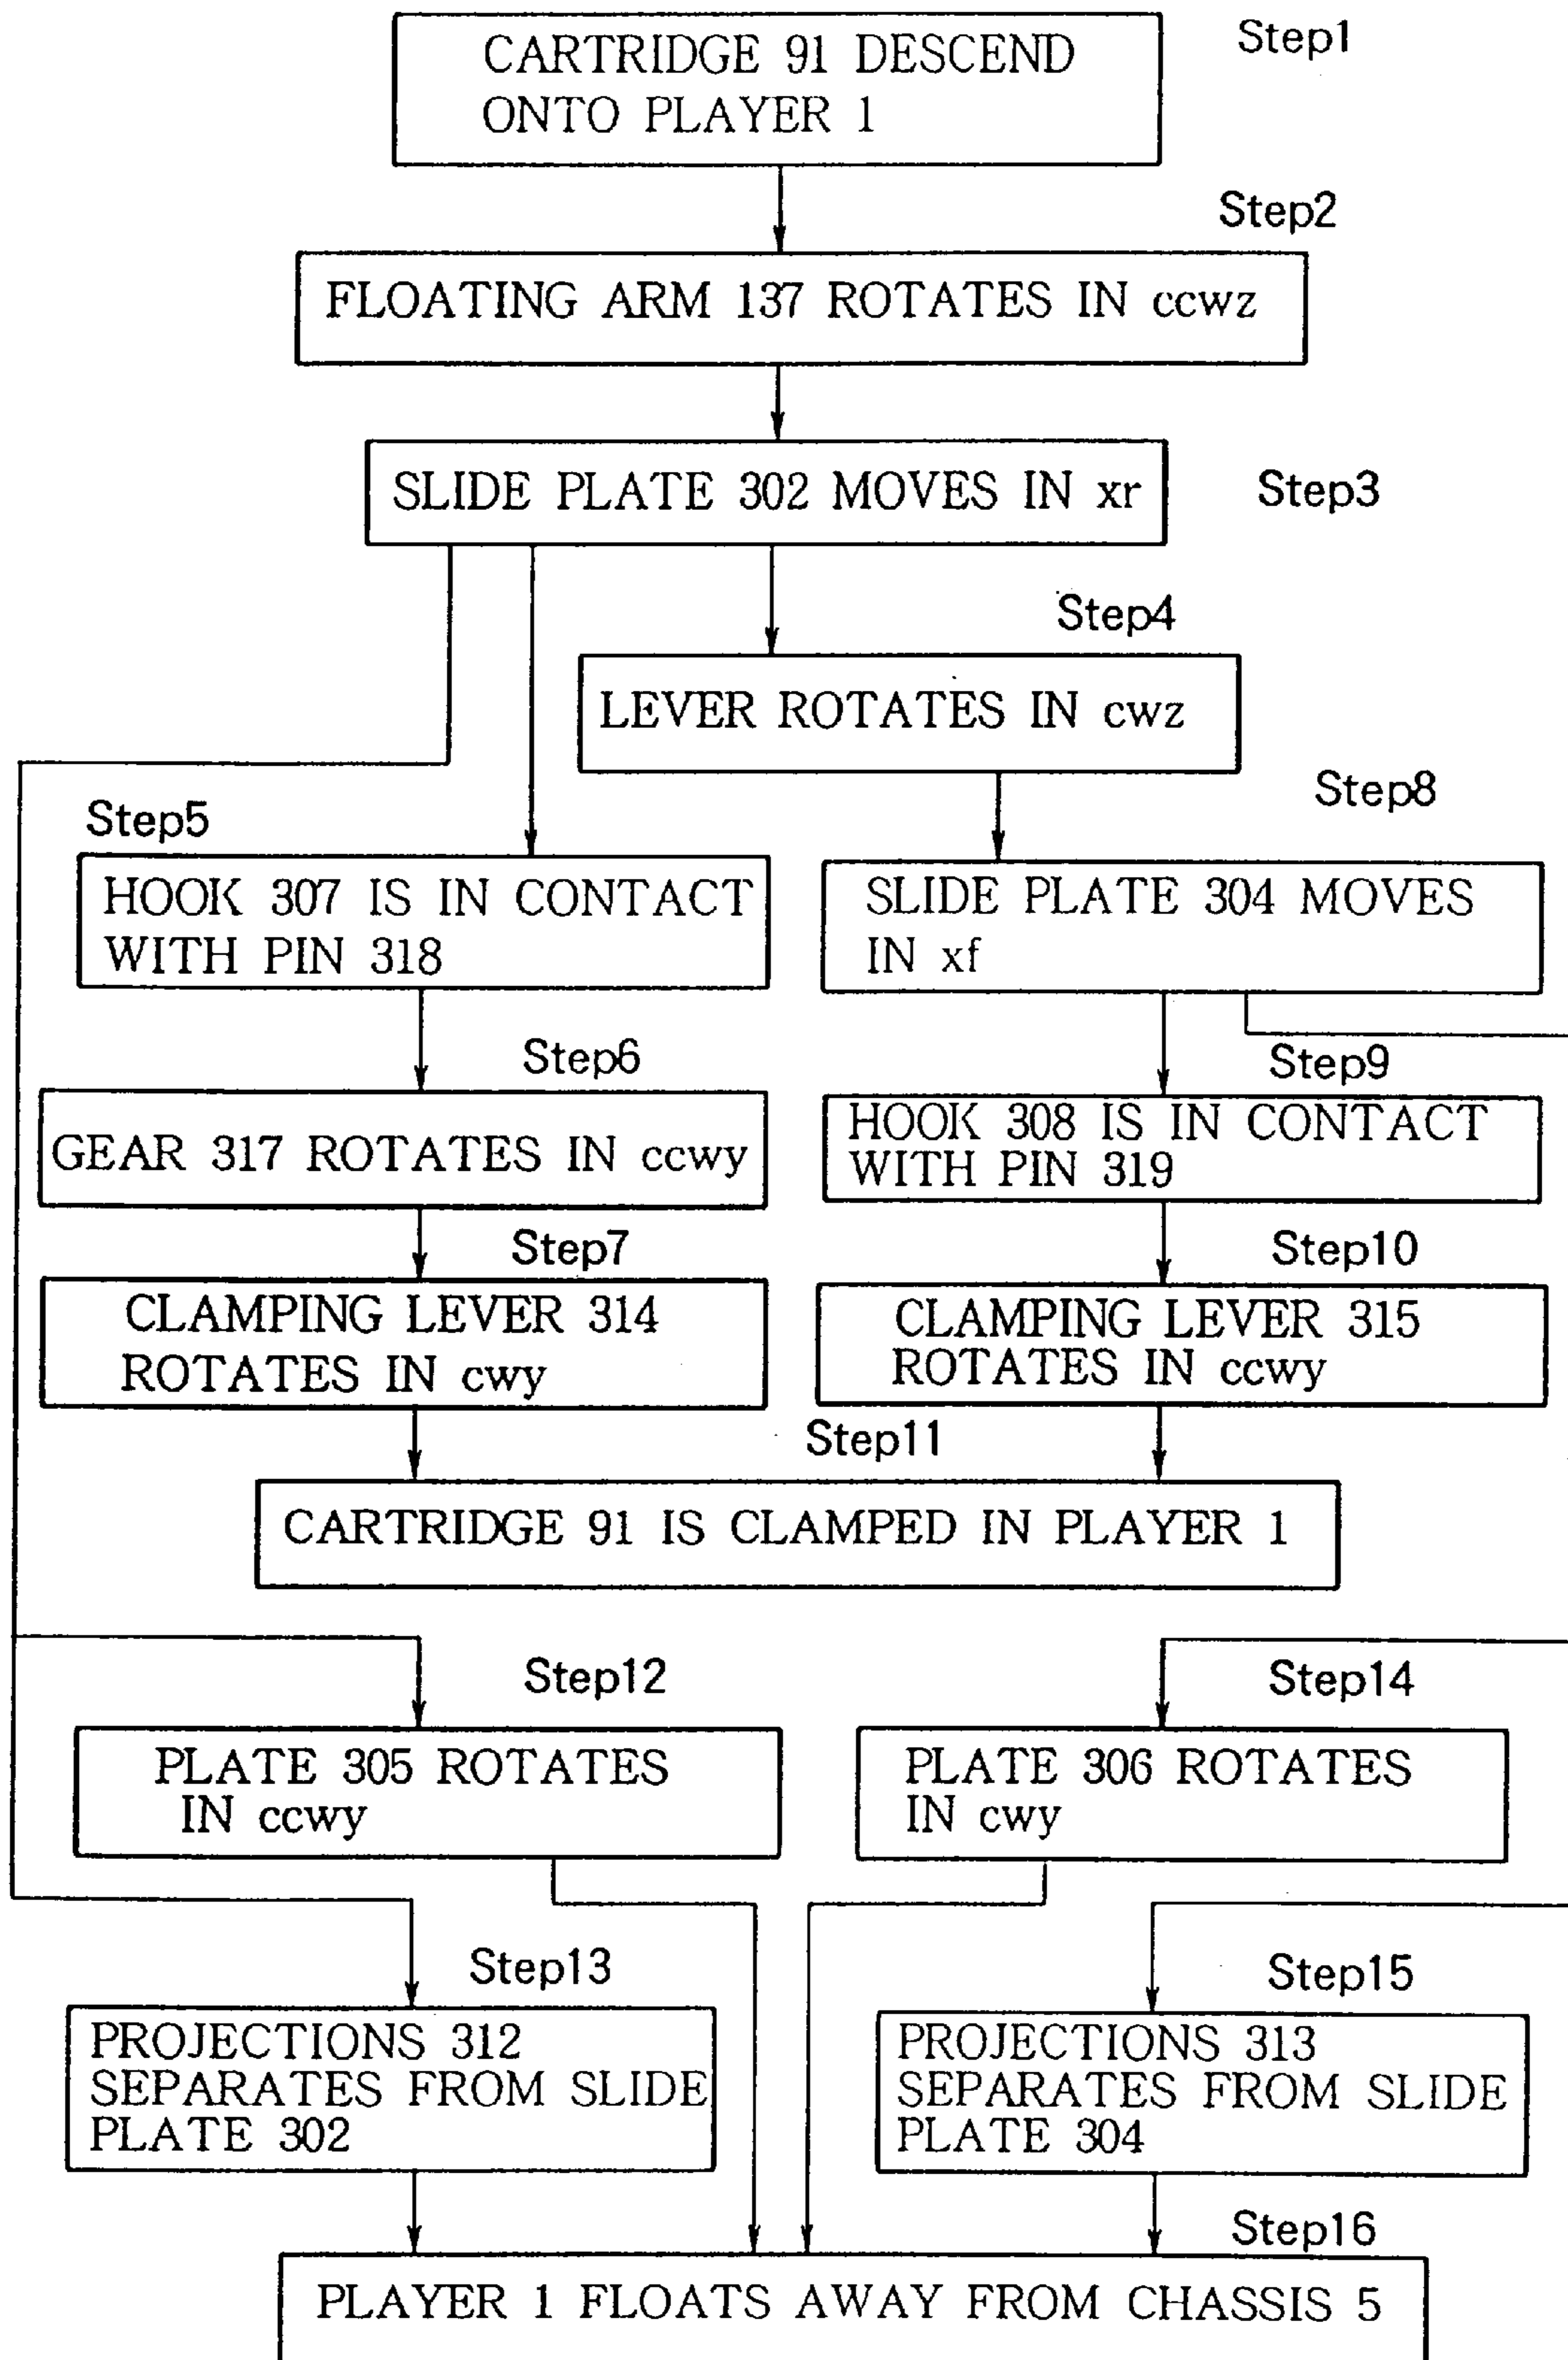 Step1
CARTRIDGE 91 DESCEND
ONTO PLAYER 1
Step2
FLOATING ARM 137 ROTATES IN ccwz
SLIDE PLATE 302 MOVES IN xr
Step3
Step4
LEVER ROTATES IN cwz
Step5
HOOK 307 IS IN CONTACT
WITH PIN 318
Step8
SLIDE PLATE 304 MOVES
IN xf
Step6
GEAR 317 ROTATES IN ccwy
Step9
HOOK 308 IS IN CONTACT
WITH PIN 319
Step7
CLAMPING LEVER 314
ROTATES IN cwy
Step10
CLAMPING LEVER 315
ROTATES IN ccwy
Step11
CARTRIDGE 91 IS CLAMPED IN PLAYER 1
Step12
PLATE 305 ROTATES
IN ccwy
Step14
PLATE 306 ROTATES
IN cwy
Step13
PROJECTIONS 312
SEPARATES FROM SLIDE
PLATE 302
Step15
PROJECTIONS 313
SEPARATES FROM SLIDE
PLATE 304
Step16
PLAYER 1 FLOATS AWAY FROM CHASSIS 5